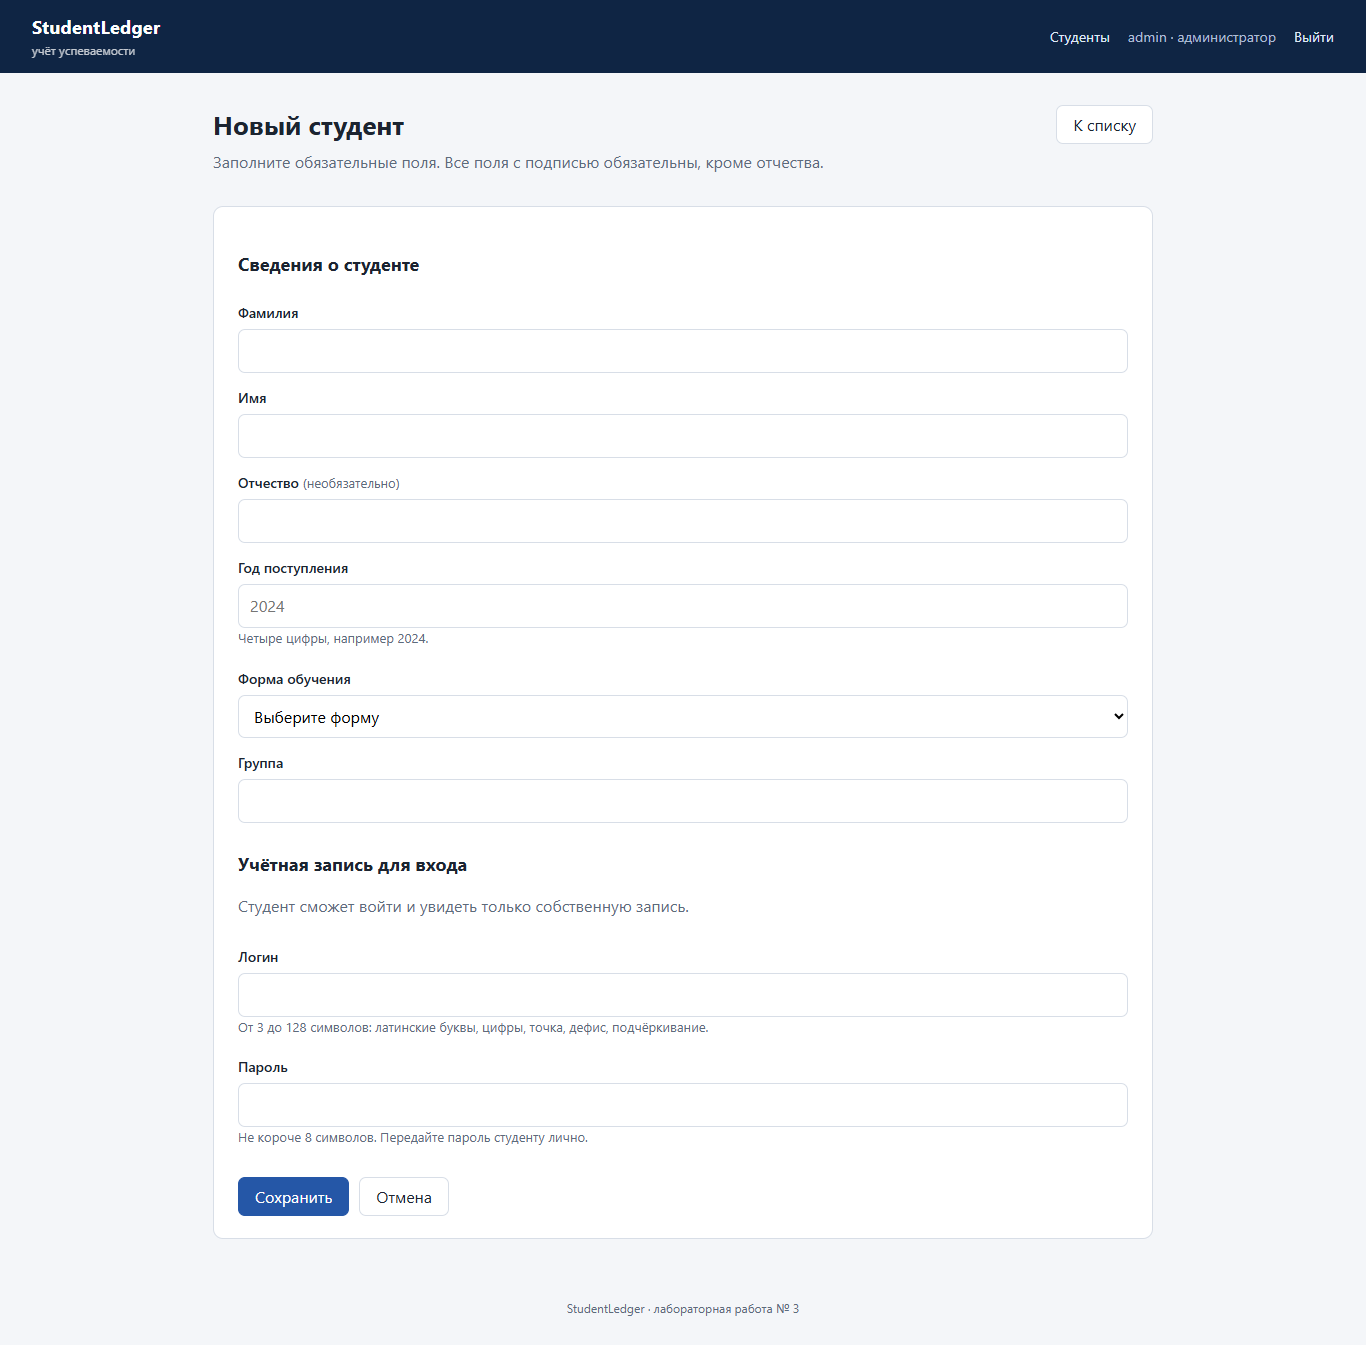 StudentLedger
учёт успеваемости
Студенты admin · администратор Выйти
Новый студент
К списку
Заполните обязательные поля. Все поля с подписью обязательны, кроме отчества.
Сведения о студенте
Фамилия
Имя
Отчество (необязательно)
Год поступления
2024
Четыре цифры, например 2024.
Форма обучения
Выберите форму
Группа
Учётная запись для входа
Студент сможет войти и увидеть только собственную запись.
Логин
От 3 до 128 символов: латинские буквы, цифры, точка, дефис, подчёркивание.
Пароль
Не короче 8 символов. Передайте пароль студенту лично.
Сохранить Отмена
StudentLedger · лабораторная работа № 3